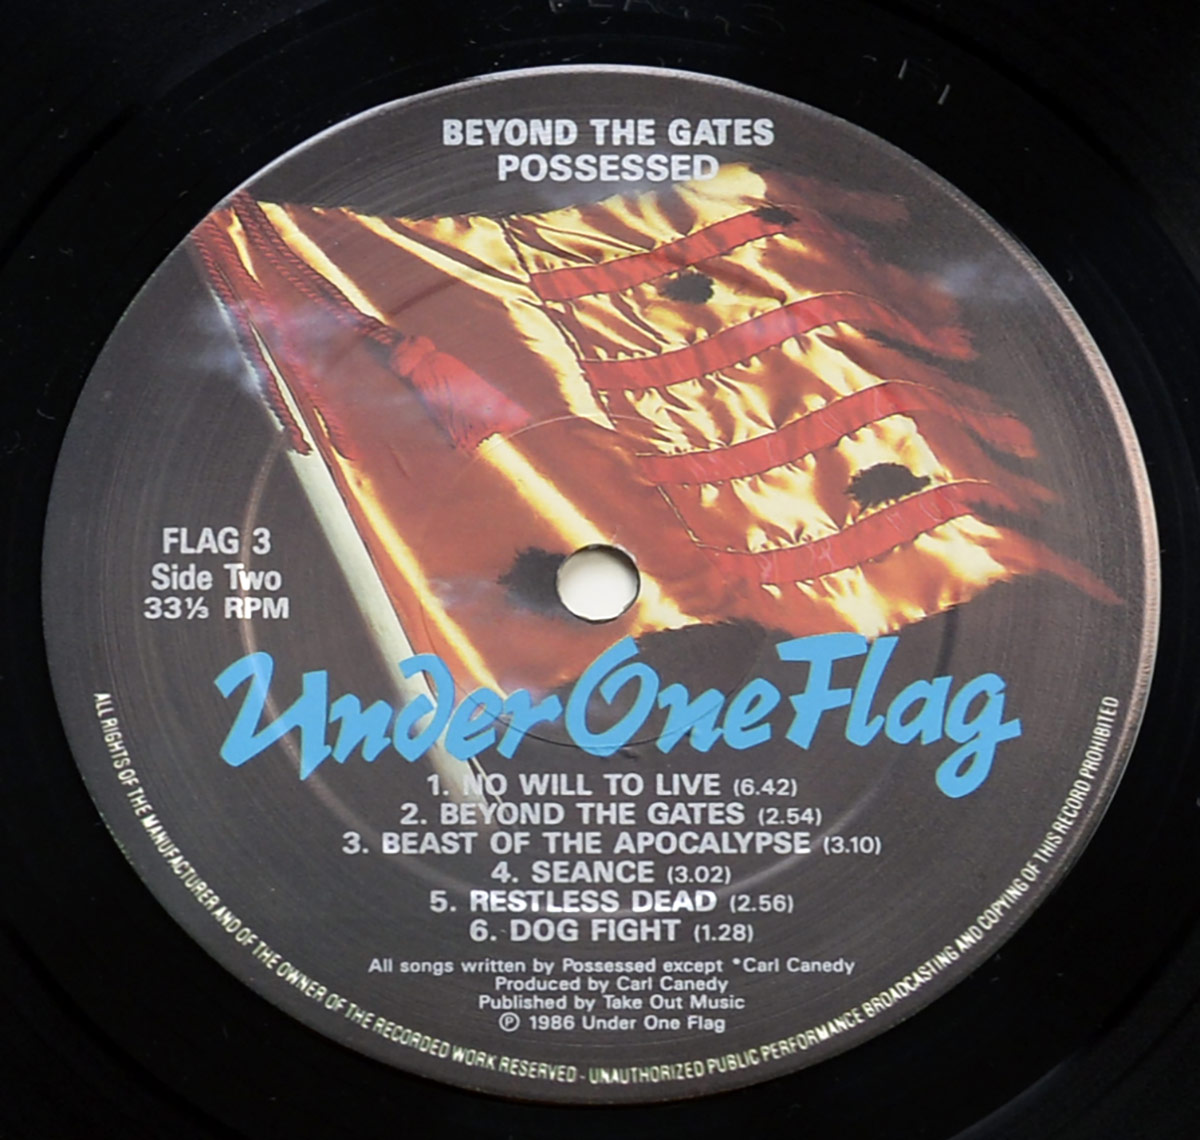 BEYOND THE GATES
POSSESSED
FLAG 3
Side Two
33⅓ RPM
Under One Flag
1. NO WILL TO LIVE (6.42)
2. BEYOND THE GATES (2.54)
3. BEAST OF THE APOCALYPSE (3.10)
4. SEANCE (3.02)
5. RESTLESS DEAD (2.56)
6. DOG FIGHT (1.28)
All songs written by Possessed except *Carl Canedy
Produced by Carl Canedy
Published by Take Out Music
℗ 1986 Under One Flag
ALL RIGHTS OF THE MANUFACTURER AND OF THE OWNER OF THE RECORDED WORK RESERVED - UNAUTHORIZED PUBLIC PERFORMANCE BROADCASTING AND COPYING OF THIS RECORD PROHIBITED